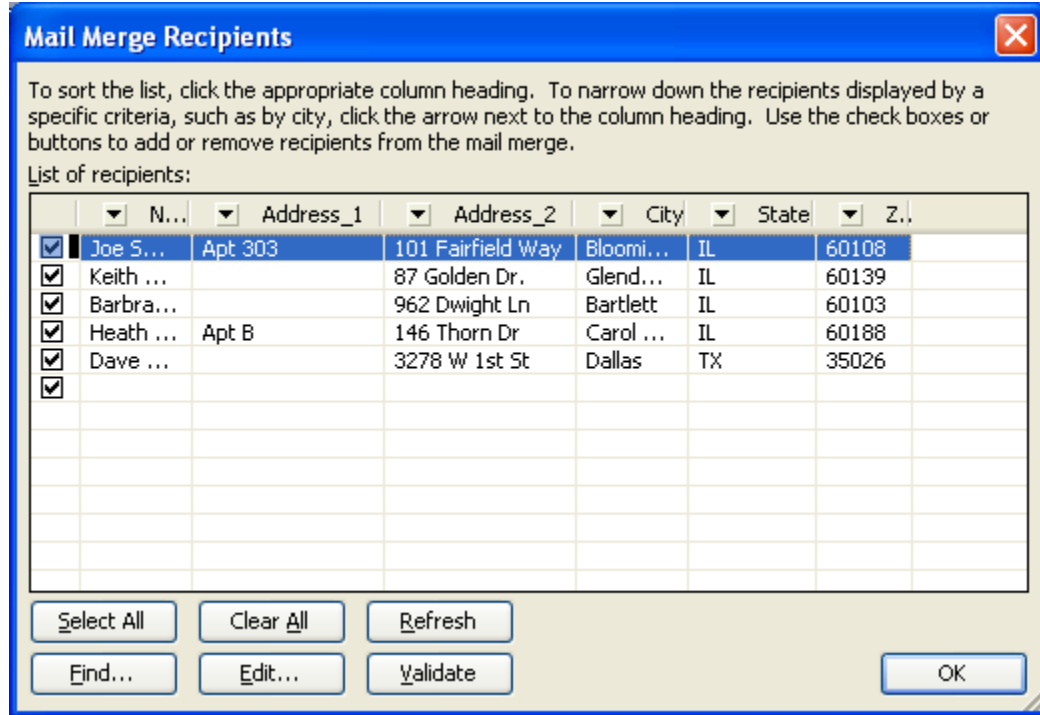 Mail Merge Recipients
To sort the list, click the appropriate column heading. To narrow down the recipients displayed by a
specific criteria, such as by city, click the arrow next to the column heading. Use the check boxes or
buttons to add or remove recipients from the mail merge.
List of recipients:
N... Address_1 Address_2 City State Z..
Joe S... Apt 303 101 Fairfield Way Bloomi... IL 60108
Keith ... 87 Golden Dr. Glend... IL 60139
Barbra... 962 Dwight Ln Bartlett IL 60103
Heath ... Apt B 146 Thorn Dr Carol ... IL 60188
Dave ... 3278 W 1st St Dallas TX 35026
Select All Clear All Refresh
Find... Edit... Validate OK